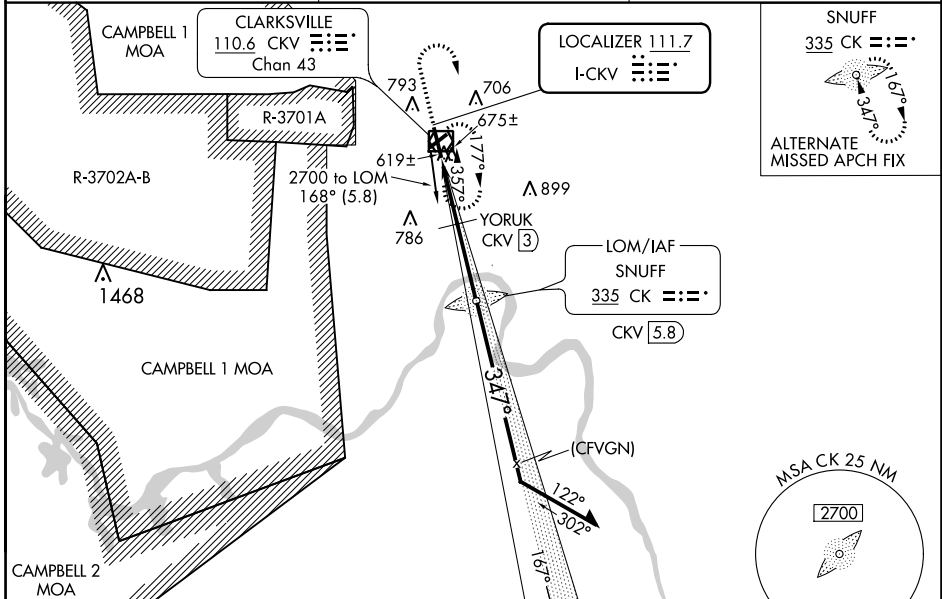 CAMPBELL 1
MOA
CLARKSVILLE
110.6 CKV
Chan 43
LOCALIZER 111.7
I-CKV
SNUFF
335 CK
167°
347°
ALTERNATE
MISSED APCH FIX
R-3701A
793
706
675±
619±
177°
357°
R-3702A-B
2700 to LOM
168° (5.8)
899
786
YORUK
CKV 3
1468
LOM/IAF
SNUFF
335 CK
CKV 5.8
CAMPBELL 1 MOA
347°
(CFVGN)
122°
302°
167°
MSA CK 25 NM
2700
CAMPBELL 2
MOA